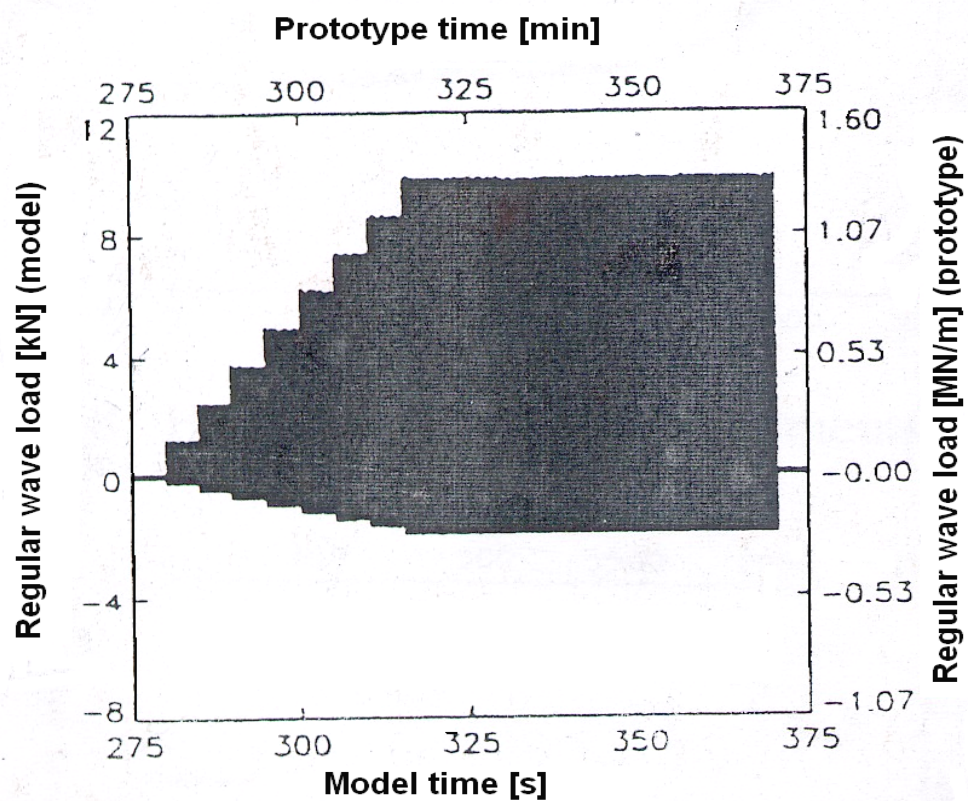 Prototype time [min]
275 300 325 350 375
12 1.60
8 1.07
4 0.53
0 -0.00
-4 -0.53
-8 -1.07
275 300 325 350 375
Model time [s]
Regular wave load [kN] (model)
Regular wave load [MN/m] (prototype)